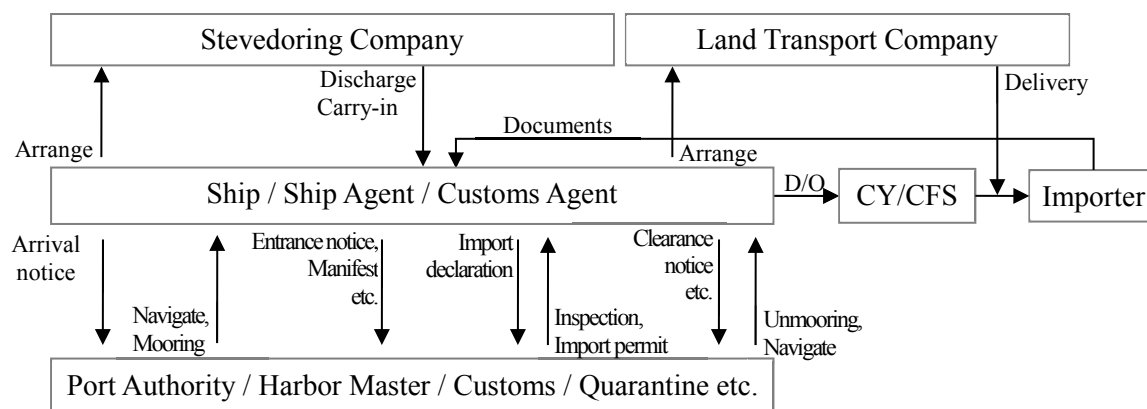 Stevedoring Company
Land Transport Company
Discharge
Carry-in
Delivery
Documents
Arrange
Arrange
Ship / Ship Agent / Customs Agent
D/O
CY/CFS
Importer
Arrival
notice
Entrance notice,
Manifest
etc.
Import
declaration
Clearance
notice
etc.
Navigate,
Mooring
Inspection,
Import permit
Unmooring,
Navigate
Port Authority / Harbor Master / Customs / Quarantine etc.